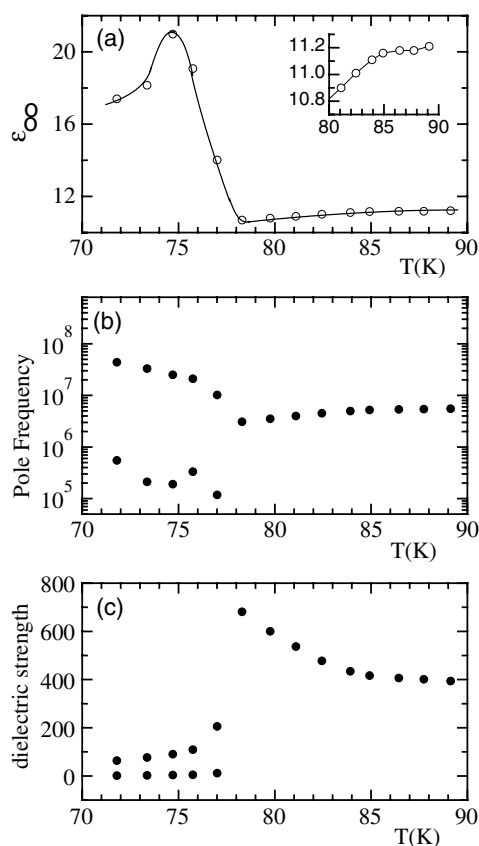 (a)
ε∞
20
16
12
70 75 80 85 90
T(K)
11.2
11.0
10.8
80 90
(b)
Pole Frequency
10^8
10^7
10^6
10^5
70 75 80 85 90
T(K)
(c)
dielectric strength
800
600
400
200
0
70 75 80 85 90
T(K)